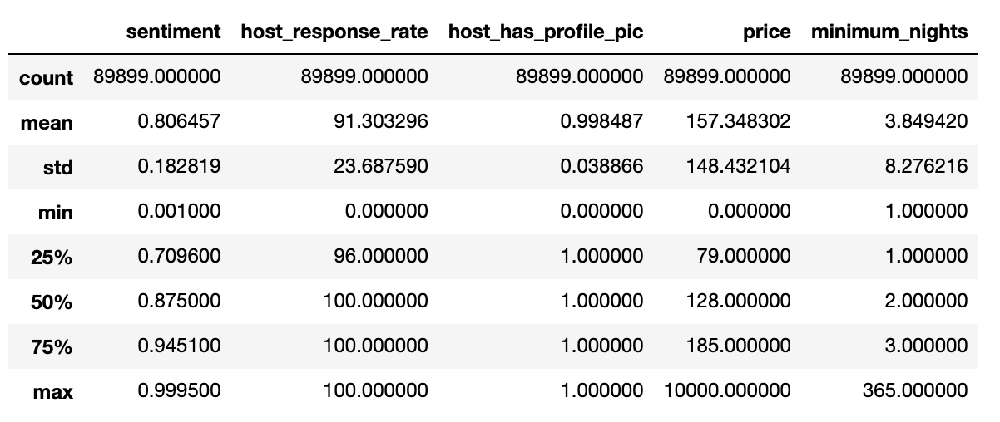 sentiment host_response_rate host_has_profile_pic price minimum_nights
count 89899.000000 89899.000000 89899.000000 89899.000000 89899.000000
mean 0.806457 91.303296 0.998487 157.348302 3.849420
std 0.182819 23.687590 0.038866 148.432104 8.276216
min 0.001000 0.000000 0.000000 0.000000 1.000000
25% 0.709600 96.000000 1.000000 79.000000 1.000000
50% 0.875000 100.000000 1.000000 128.000000 2.000000
75% 0.945100 100.000000 1.000000 185.000000 3.000000
max 0.999500 100.000000 1.000000 10000.000000 365.000000